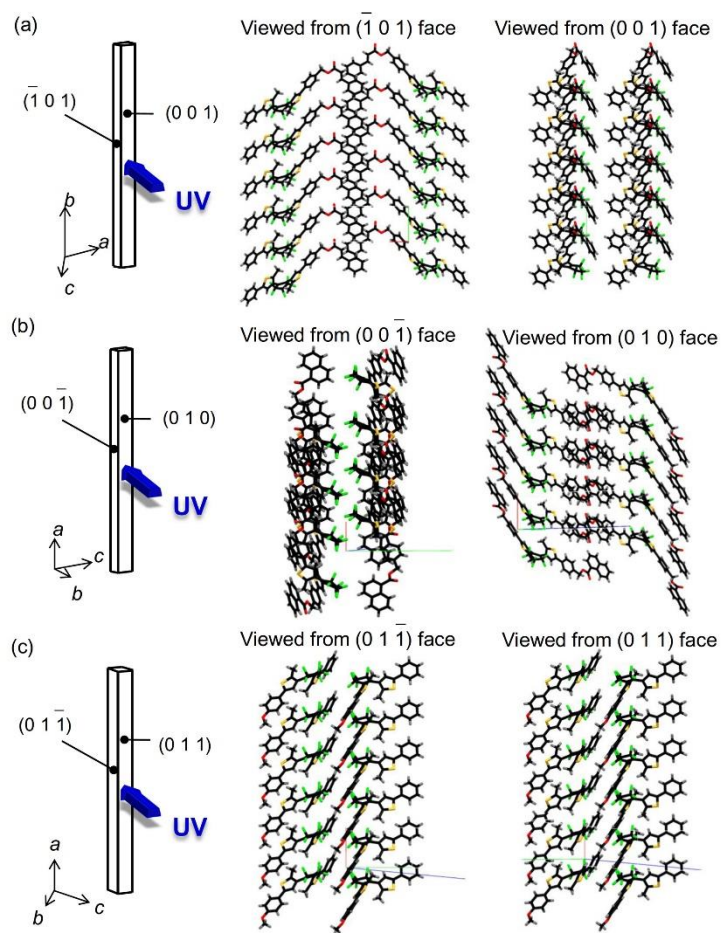 (a)
Viewed from (1̅ 0 1) face
Viewed from (0 0 1) face
(1̅ 0 1)
(0 0 1)
UV
b
a
c
(b)
Viewed from (0 0 1̅) face
Viewed from (0 1 0) face
(0 0 1̅)
(0 1 0)
UV
a
c
b
(c)
Viewed from (0 1 1̅) face
Viewed from (0 1 1) face
(0 1 1̅)
(0 1 1)
UV
a
b
c